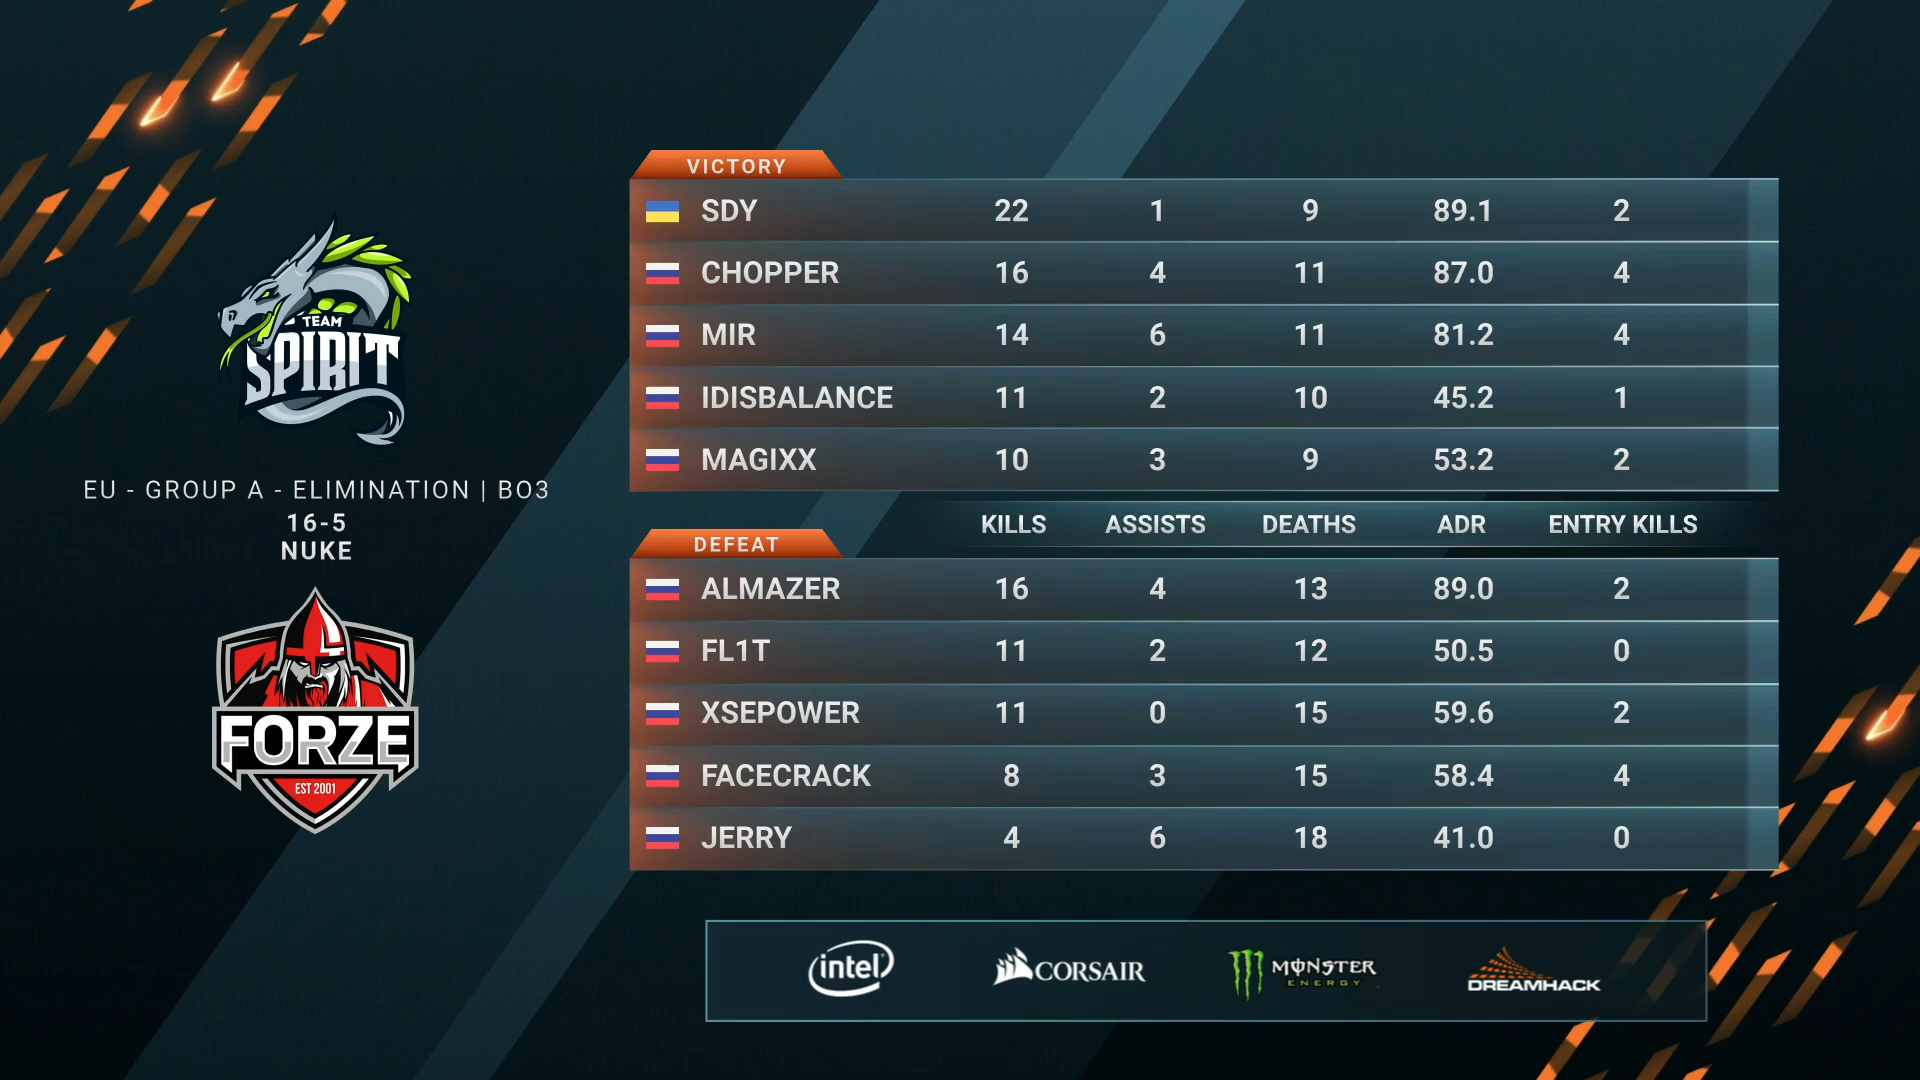 TEAM
SPIRIT
EU - GROUP A - ELIMINATION | BO3
16-5
NUKE
FORZE
EST 2001
VICTORY
SDY 22 1 9 89.1 2
CHOPPER 16 4 11 87.0 4
MIR 14 6 11 81.2 4
IDISBALANCE 11 2 10 45.2 1
MAGIXX 10 3 9 53.2 2
KILLS ASSISTS DEATHS ADR ENTRY KILLS
DEFEAT
ALMAZER 16 4 13 89.0 2
FL1T 11 2 12 50.5 0
XSEPOWER 11 0 15 59.6 2
FACECRACK 8 3 15 58.4 4
JERRY 4 6 18 41.0 0
intel CORSAIR MONSTER ENERGY DREAMHACK